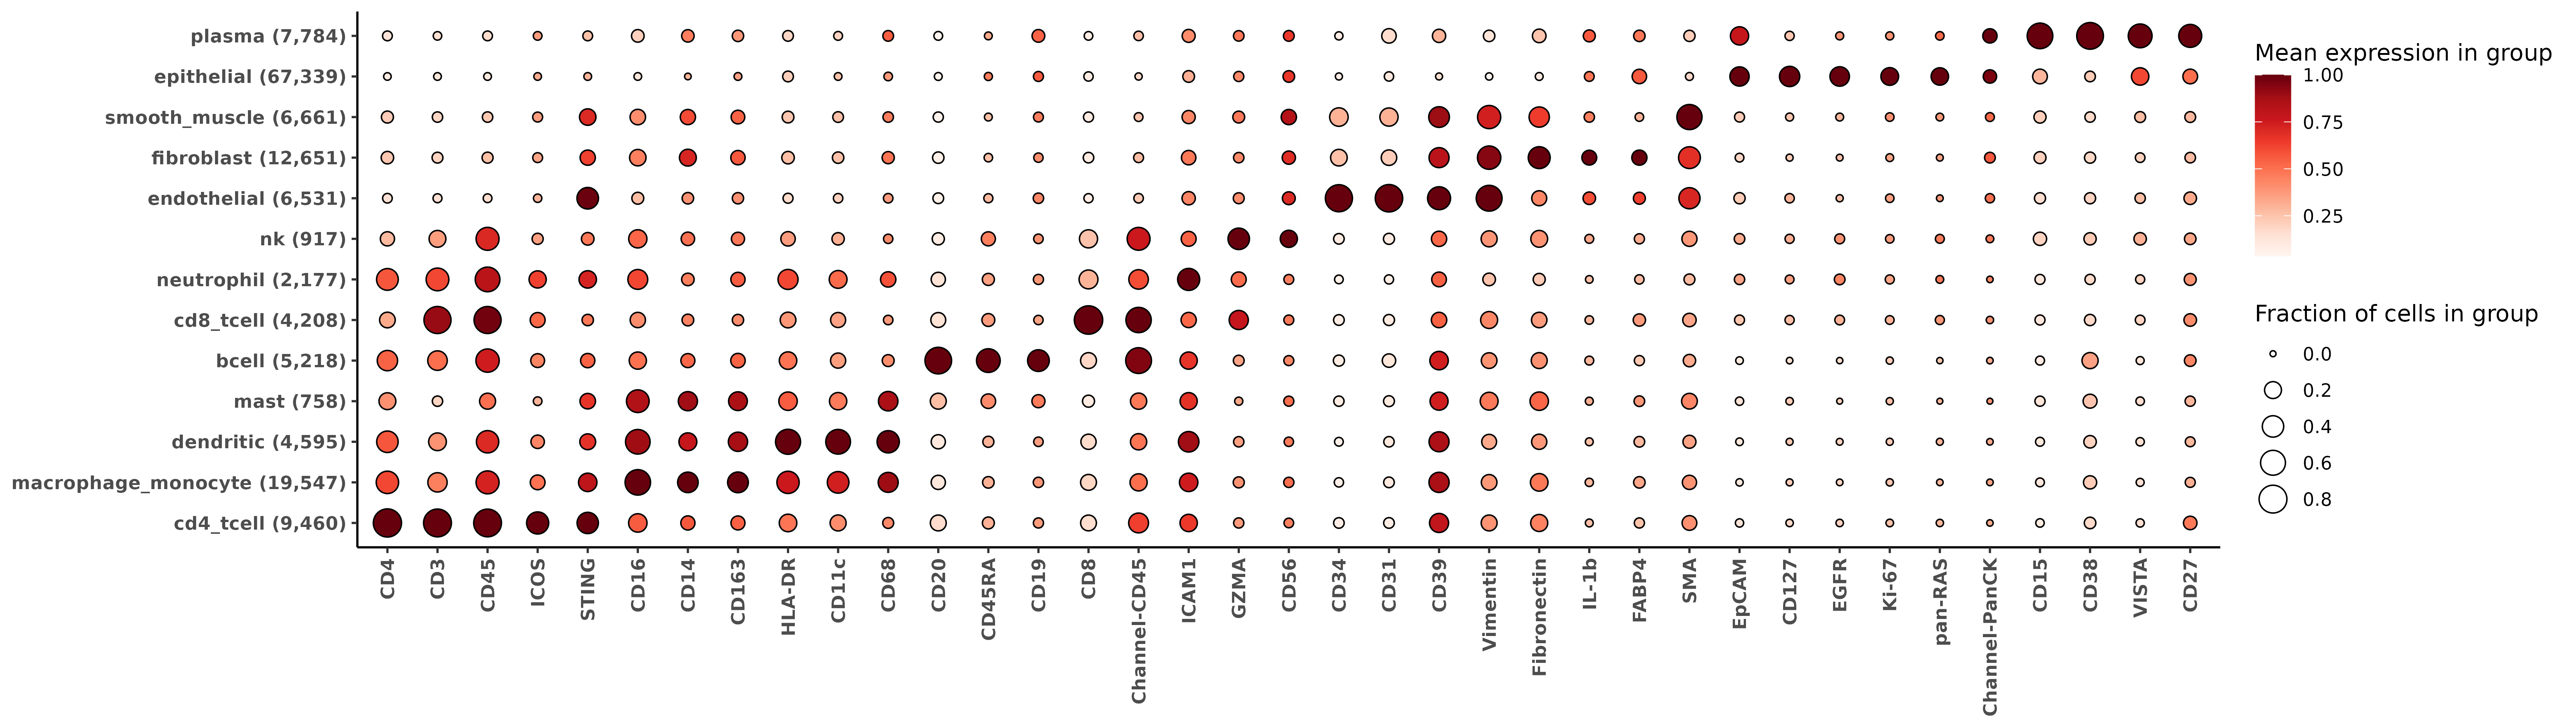 plasma (7,784)
epithelial (67,339)
smooth_muscle (6,661)
fibroblast (12,651)
endothelial (6,531)
nk (917)
neutrophil (2,177)
cd8_tcell (4,208)
bcell (5,218)
mast (758)
dendritic (4,595)
macrophage_monocyte (19,547)
cd4_tcell (9,460)
CD4
CD3
CD45
ICOS
STING
CD16
CD14
CD163
HLA-DR
CD11c
CD68
CD20
CD45RA
CD19
CD8
Channel-CD45
ICAM1
GZMA
CD56
CD34
CD31
CD39
Vimentin
Fibronectin
IL-1b
FABP4
SMA
EpCAM
CD127
EGFR
Ki-67
pan-RAS
Channel-PanCK
CD15
CD38
VISTA
CD27
Mean expression in group
1.00
0.75
0.50
0.25
Fraction of cells in group
0.0
0.2
0.4
0.6
0.8